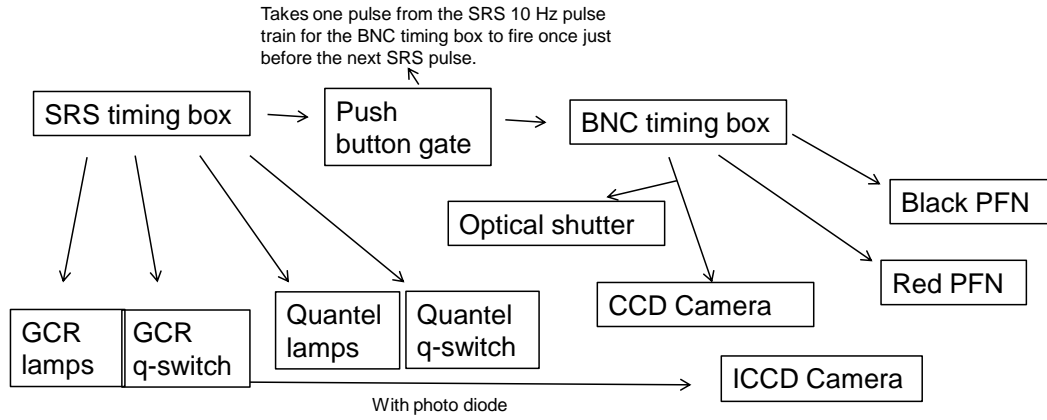 Takes one pulse from the SRS 10 Hz pulse
train for the BNC timing box to fire once just
before the next SRS pulse.
SRS timing box
Push
button gate
BNC timing box
Optical shutter
Black PFN
Red PFN
CCD Camera
GCR
lamps
GCR
q-switch
Quantel
lamps
Quantel
q-switch
ICCD Camera
With photo diode